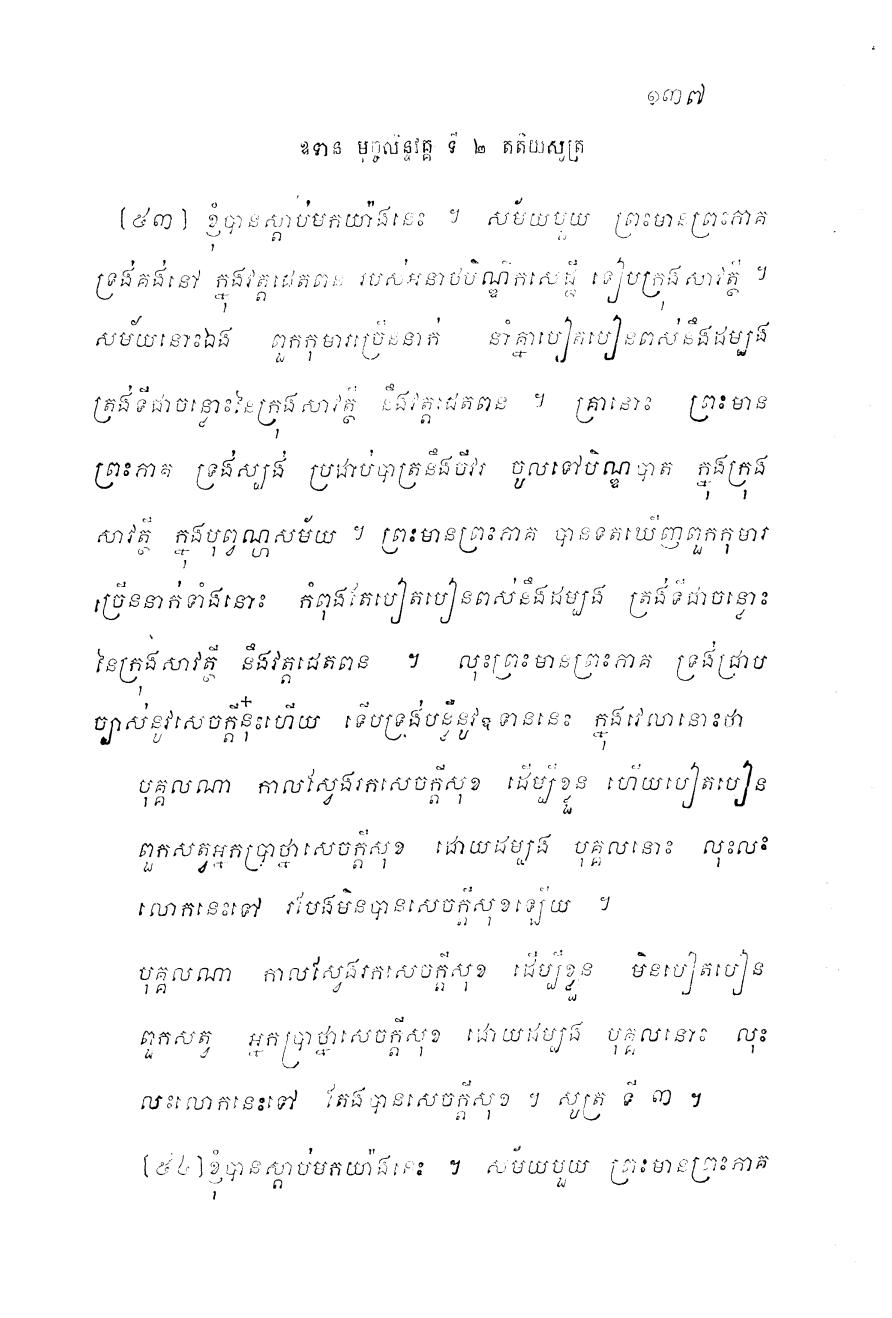 ១៣៧
ឧទាន មុច្ចលិន្ទវគ្គ ទី ២ តតិយសូត្រ
(៥៣) ខ្ញុំបានស្តាប់មកយ៉ាងនេះ ។ សម័យមួយ ព្រះមានព្រះភាគ
ទ្រង់គង់នៅ ក្នុងវត្តជេតពន របស់អនាថបិណ្ឌិកសេដ្ឋី ទៀបក្រុងសាវត្ថី ។
សម័យនោះឯង ពួកកុមារច្រើននាក់ នាំគ្នាបៀតបៀនពស់នឹងដម្បង
ត្រង់ទីជាចន្លោះនៃក្រុងសាវត្ថី នឹងវត្តជេតពន ។ គ្រានោះ ព្រះមាន
ព្រះភាគ ទ្រង់ស្បង់ ប្រដាប់បាត្រនឹងចីវរ ចូលទៅបិណ្ឌបាត ក្នុងក្រុង
សាវត្ថី ក្នុងបុព្វណ្ហសម័យ ។ ព្រះមានព្រះភាគ បានទតឃើញពួកកុមារ
ច្រើននាក់ទាំងនោះ កំពុងតែបៀតបៀនពស់នឹងដម្បង ត្រង់ទីជាចន្លោះ
នៃក្រុងសាវត្ថី នឹងវត្តជេតពន ។ លុះព្រះមានព្រះភាគ ទ្រង់ជ្រាប
ច្បាស់នូវសេចក្តីនុ៎ះហើយ ទើបទ្រង់បន្លឺនូវឧទាននេះ ក្នុងវេលានោះថា
បុគ្គលណា កាលស្វែងរកសេចក្តីសុខ ដើម្បីខ្លួន ហើយបៀតបៀន
ពួកសត្វអ្នកប្រាថ្នាសេចក្តីសុខ ដោយដម្បង បុគ្គលនោះ លុះលះ
លោកនេះទៅ រមែងមិនបានសេចក្តីសុខឡើយ ។
បុគ្គលណា កាលស្វែងរកសេចក្តីសុខ ដើម្បីខ្លួន មិនបៀតបៀន
ពួកសត្វ អ្នកប្រាថ្នាសេចក្តីសុខ ដោយដម្បង បុគ្គលនោះ លុះ
លះលោកនេះទៅ តែងបានសេចក្តីសុខ ។ សូត្រ ទី ៣ ។
(៥៤) ខ្ញុំបានស្តាប់មកយ៉ាងនេះ ។ សម័យមួយ ព្រះមានព្រះភាគ